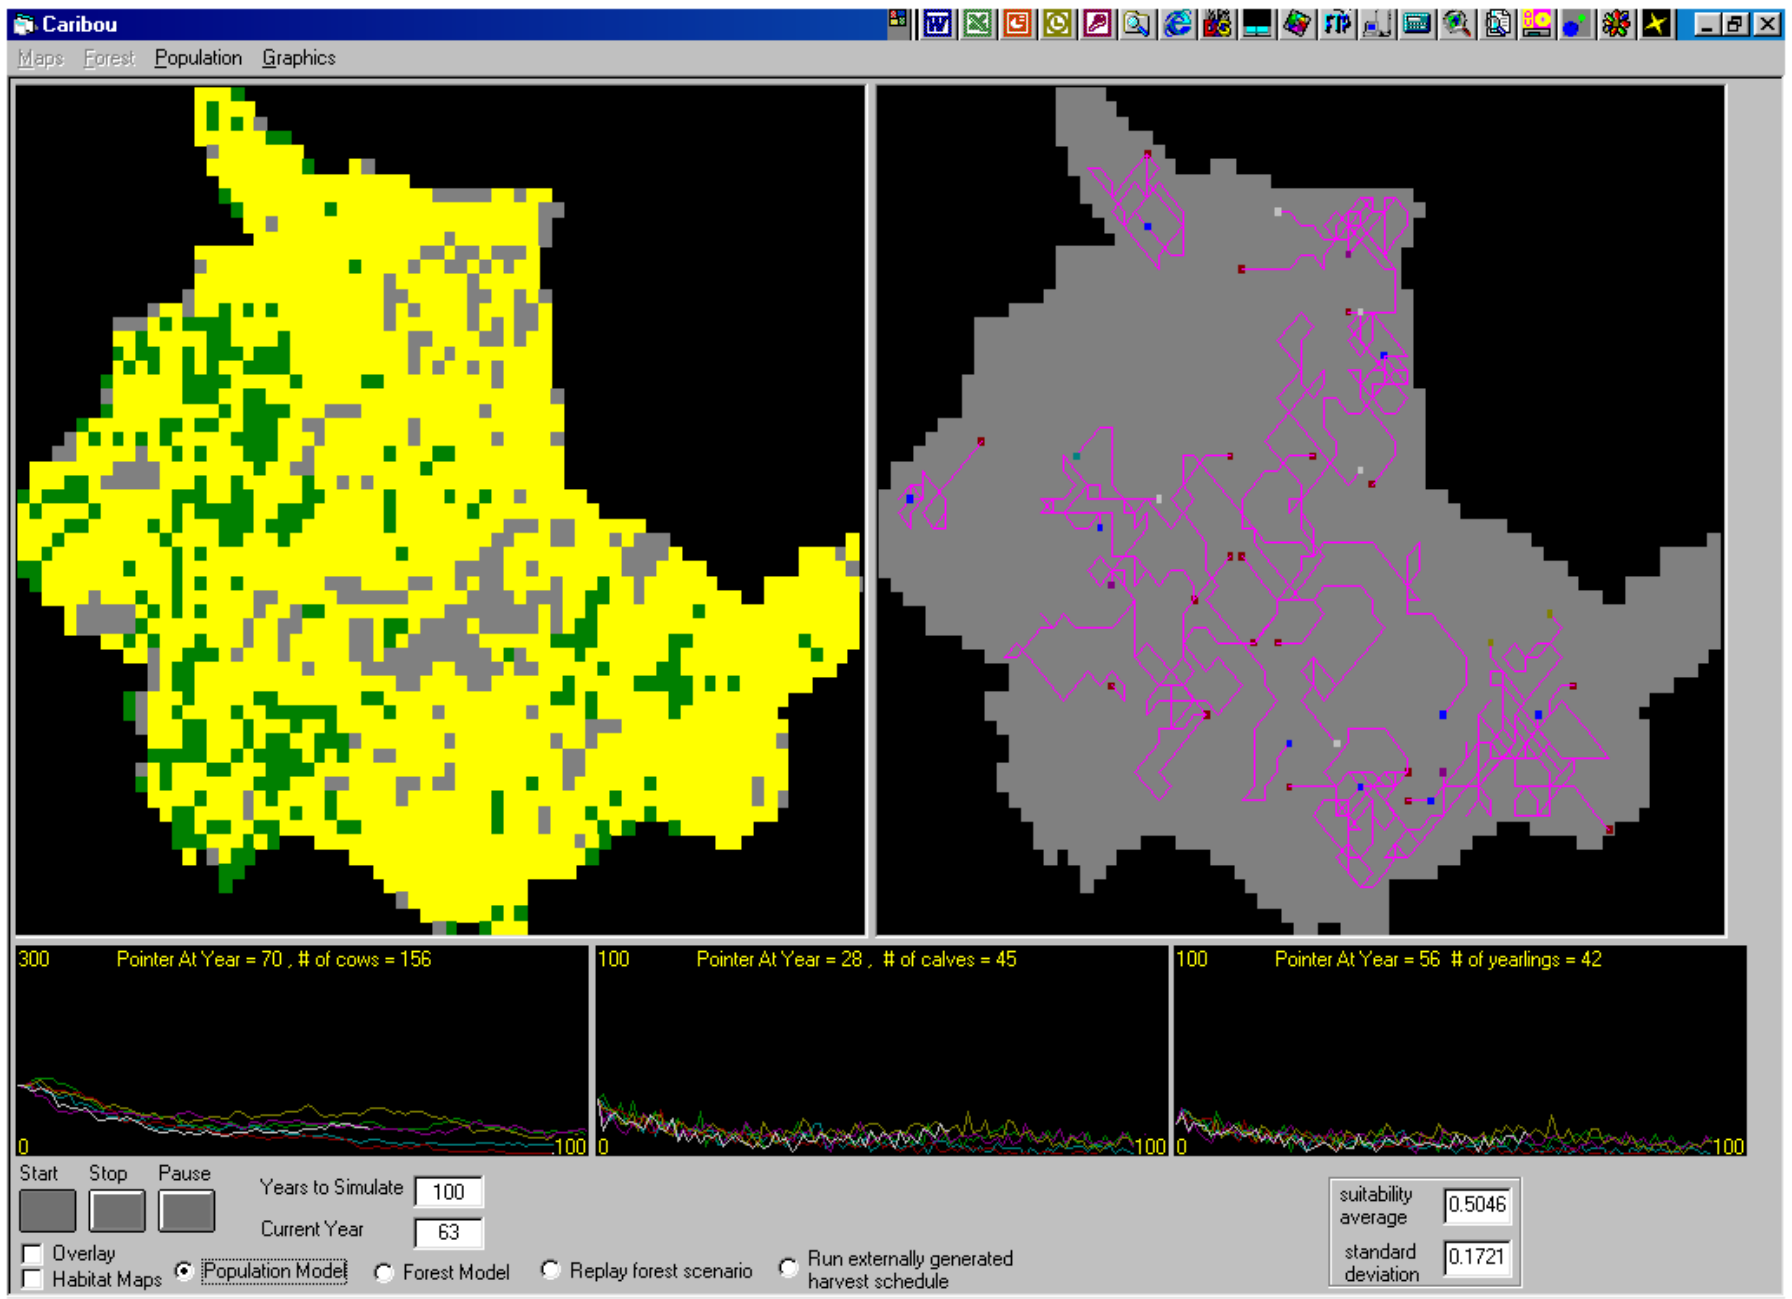 Caribou
Maps Forest Population Graphics
300 Pointer At Year = 70 , # of cows = 156
0 100
100 Pointer At Year = 28 , # of calves = 45
0 100
100 Pointer At Year = 56 # of yearlings = 42
0 100
Start Stop Pause
Years to Simulate 100
Current Year 63
Overlay
Habitat Maps
Population Model
Forest Model
Replay forest scenario
Run externally generated
harvest schedule
suitability
average 0.5046
standard
deviation 0.1721